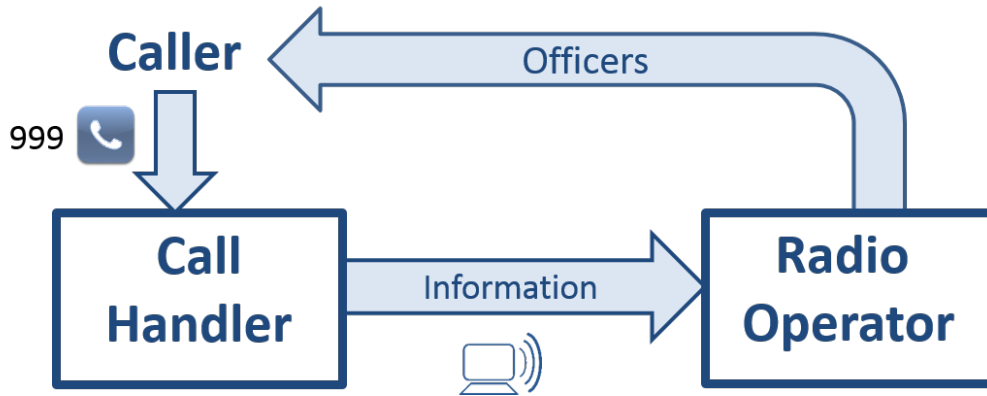 Caller
Officers
999
Call
Handler
Information
Radio
Operator